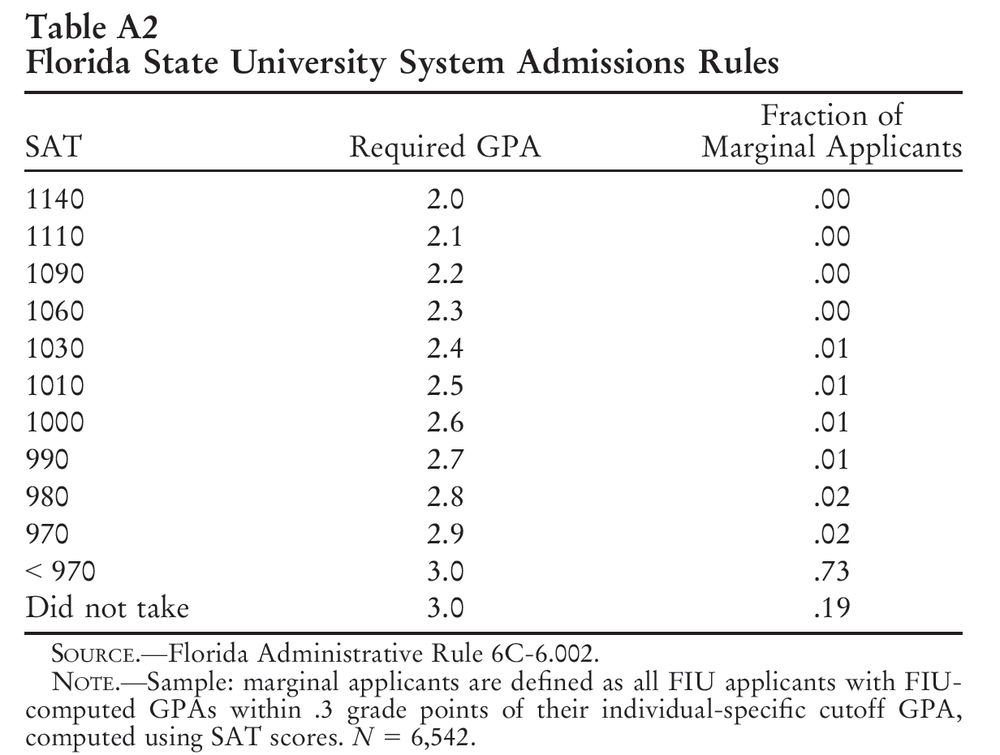 Table A2
Florida State University System Admissions Rules
Fraction of
SAT Required GPA Marginal Applicants
1140 2.0 .00
1110 2.1 .00
1090 2.2 .00
1060 2.3 .00
1030 2.4 .01
1010 2.5 .01
1000 2.6 .01
990 2.7 .01
980 2.8 .02
970 2.9 .02
< 970 3.0 .73
Did not take 3.0 .19
SOURCE.—Florida Administrative Rule 6C-6.002.
NOTE.—Sample: marginal applicants are defined as all FIU applicants with FIU-
computed GPAs within .3 grade points of their individual-specific cutoff GPA,
computed using SAT scores. N = 6,542.